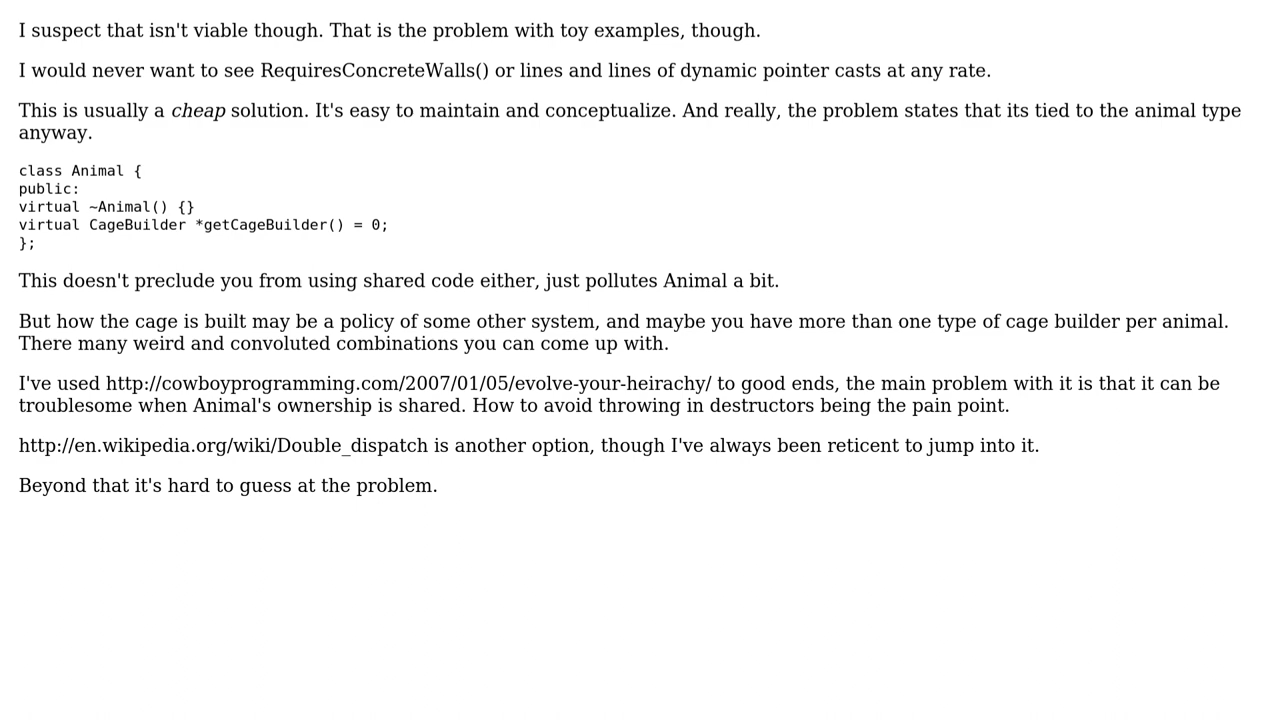 I suspect that isn't viable though. That is the problem with toy examples, though.
I would never want to see RequiresConcreteWalls() or lines and lines of dynamic pointer casts at any rate.
This is usually a cheap solution. It's easy to maintain and conceptualize. And really, the problem states that its tied to the animal type
anyway.
class Animal {
public:
virtual ~Animal() {}
virtual CageBuilder *getCageBuilder() = 0;
};
This doesn't preclude you from using shared code either, just pollutes Animal a bit.
But how the cage is built may be a policy of some other system, and maybe you have more than one type of cage builder per animal.
There many weird and convoluted combinations you can come up with.
I've used http://cowboyprogramming.com/2007/01/05/evolve-your-heirachy/ to good ends, the main problem with it is that it can be
troublesome when Animal's ownership is shared. How to avoid throwing in destructors being the pain point.
http://en.wikipedia.org/wiki/Double_dispatch is another option, though I've always been reticent to jump into it.
Beyond that it's hard to guess at the problem.